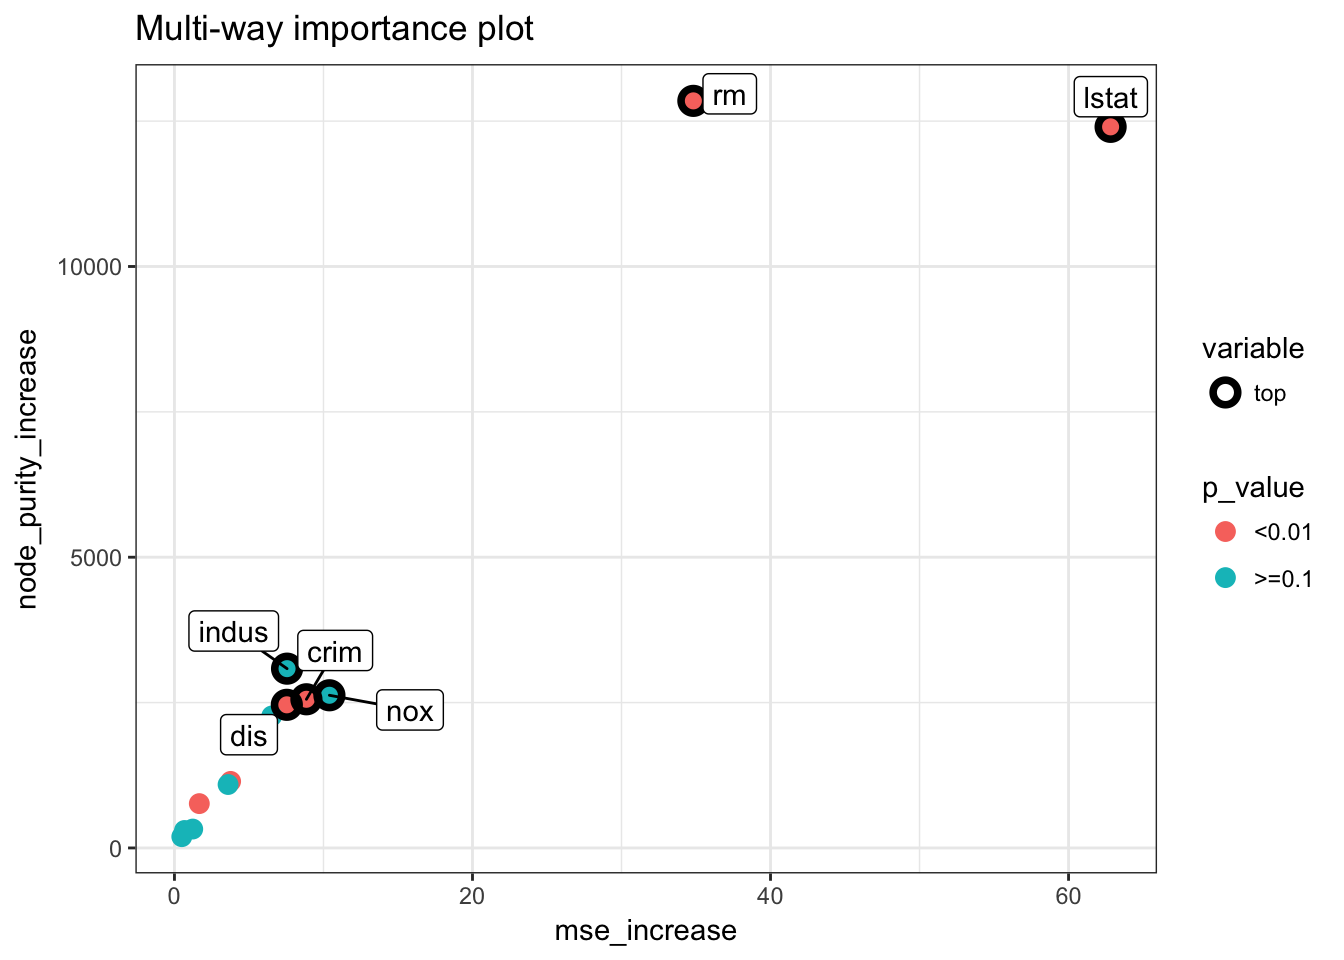 Multi-way importance plot
rm
lstat
10000
5000
0
indus
crim
nox
dis
0
20
40
60
mse_increase
node_purity_increase
variable
top
p_value
<0.01
>=0.1